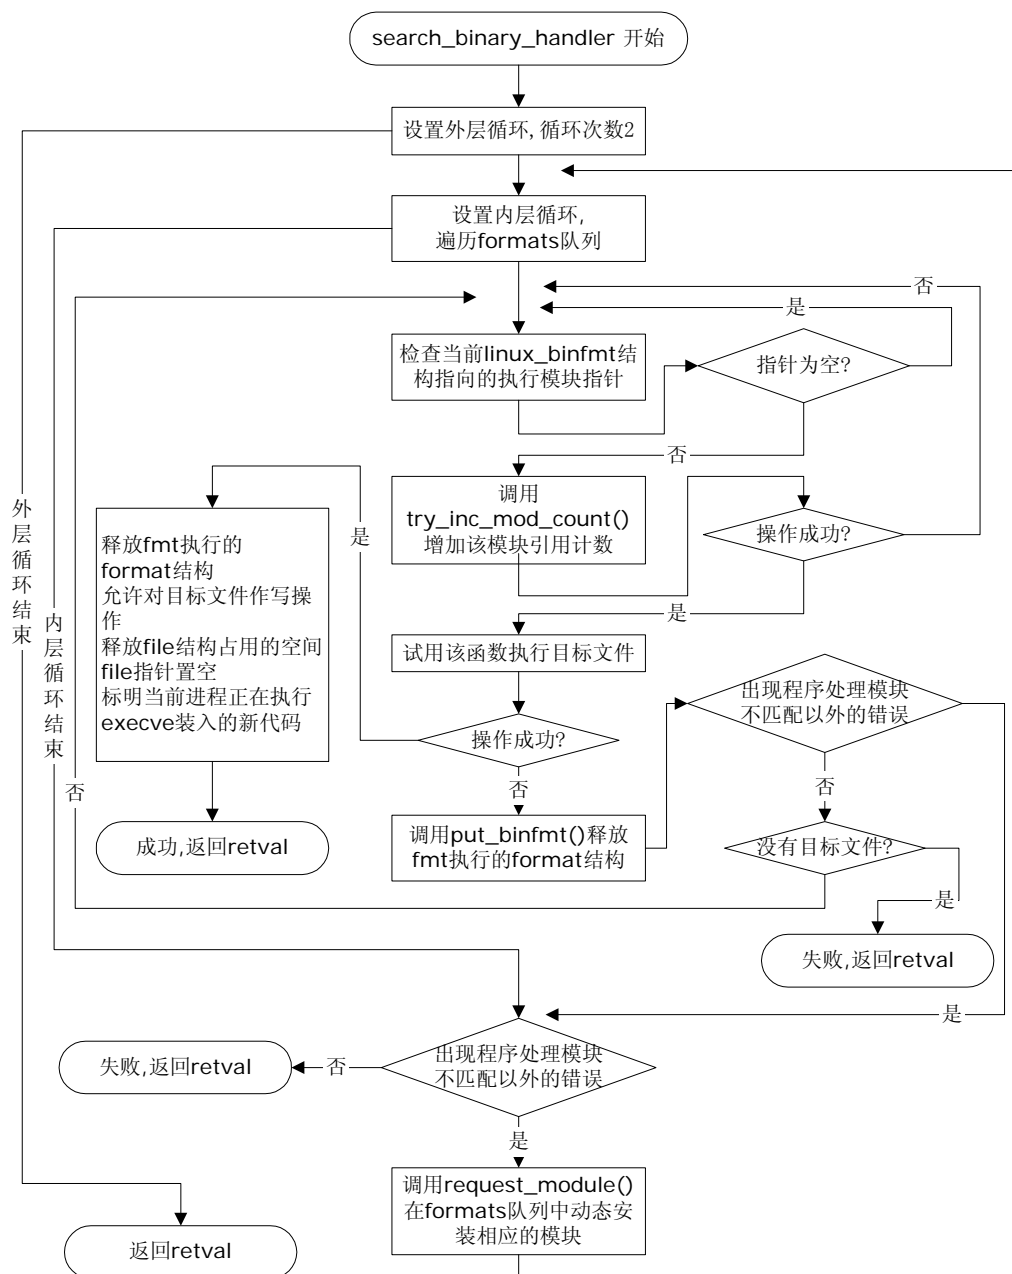 search_binary_handler 开始
设置外层循环,循环次数2
设置内层循环,
遍历formats队列
否
是
检查当前linux_binfmt结
构指向的执行模块指针
指针为空?
否
调用
try_inc_mod_count()
增加该模块引用计数
操作成功?
是
外层循环结束
释放fmt执行的
format结构
允许对目标文件作写操
作
释放file结构占用的空间
file指针置空
标明当前进程正在执行
execve装入的新代码
是
内层循环结束
试用该函数执行目标文件
出现程序处理模块
不匹配以外的错误
操作成功?
否
否
否
成功,返回retval
调用put_binfmt()释放
fmt执行的format结构
没有目标文件?
是
失败,返回retval
是
出现程序处理模块
不匹配以外的错误
否
失败,返回retval
是
调用request_module()
在formats队列中动态安
装相应的模块
返回retval